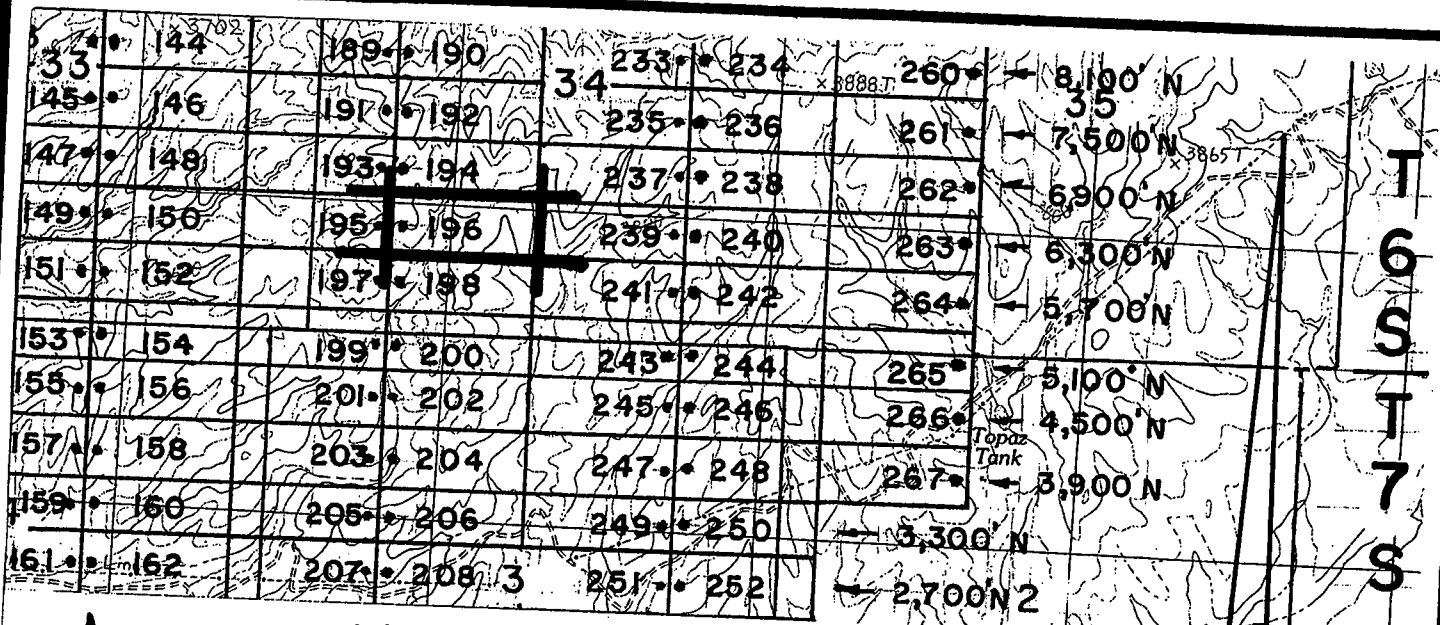 3702
144 189 190 233 234 260 8,100' N
33 34 ×3888T 35
145 146 191 192 235 236 261 7,500' N
147 148 193 194 237 238 262 6,900' N ×3865T T
149 150 195 196 239 240 263 6,300' N 6
151 152 197 198 241 242 264 5,700' N S
153 154 199 200 243 244 265 5,100' N
155 156 201 202 245 246 266 4,500' N T
Topaz
Tank
157 158 203 204 247 248 267 3,900 N 7
159 160 205 206 249 250 3,300' N
161 162 207 208 3 251 252 2,700' N 2 S